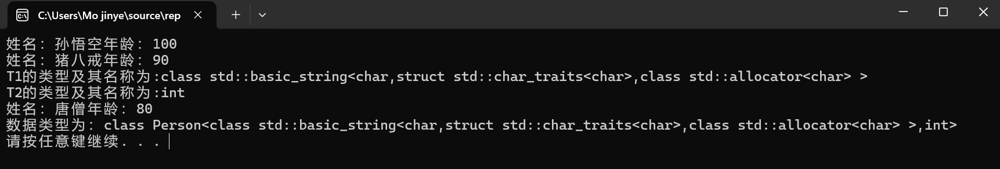 C:\Users\Mo jinye\source\rep
姓名: 孙悟空年龄: 100
姓名: 猪八戒年龄: 90
T1的类型及其名称为:class std::basic_string<char,struct std::char_traits<char>,class std::allocator<char> >
T2的类型及其名称为:int
姓名: 唐僧年龄: 80
数据类型为: class Person<class std::basic_string<char,struct std::char_traits<char>,class std::allocator<char> >,int>
请按任意键继续. . .